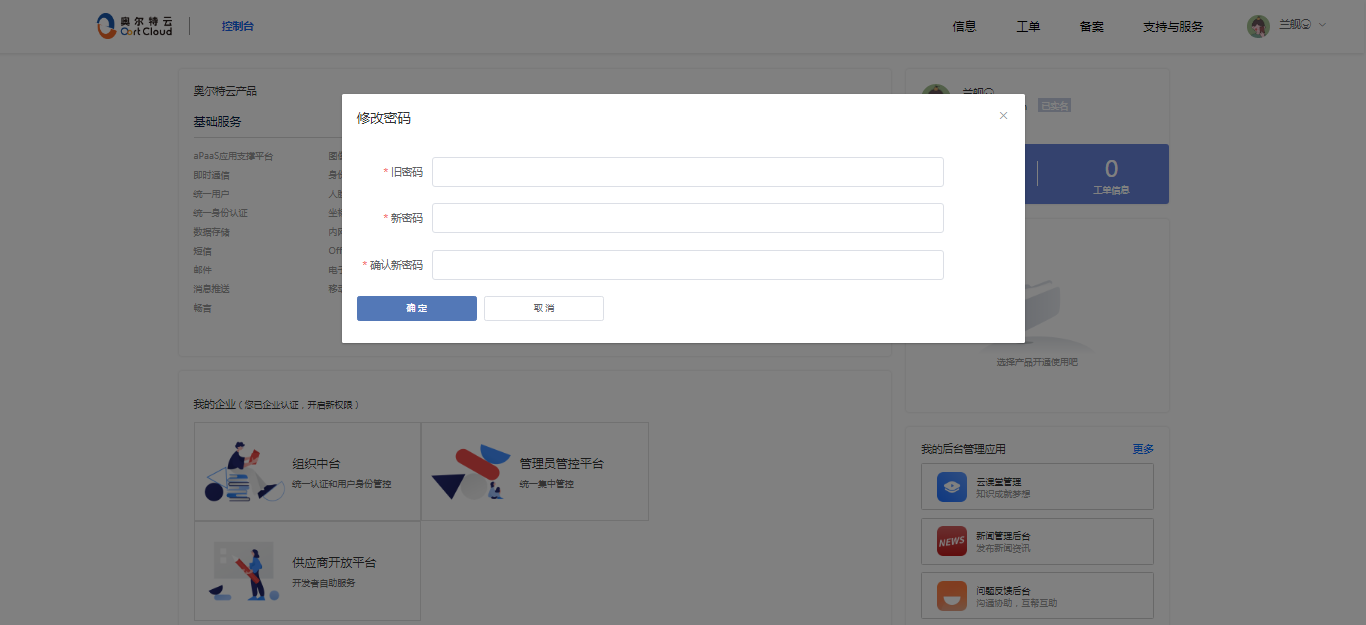 奥尔特云
Oort Cloud
控制台
信息
工单
备案
支持与服务
兰舰
奥尔特云产品
基础服务
aPaaS应用支撑平台
即时通信
统一用户
统一身份认证
数据存储
短信
邮件
消息推送
畅言
Off
电子
移动
修改密码
* 旧密码
* 新密码
* 确认新密码
确 定
取 消
已实名
0
工单信息
选择产品开通使用吧
我的企业 ( 您已企业认证，开启新权限 )
组织中台
统一认证和用户身份管控
管理员管控平台
统一集中管控
供应商开放平台
开发者自助服务
我的后台管理应用
更多
云课堂管理
知识成就梦想
NEWS
新闻管理后台
发布新闻资讯
问题反馈后台
沟通协助，互帮互助